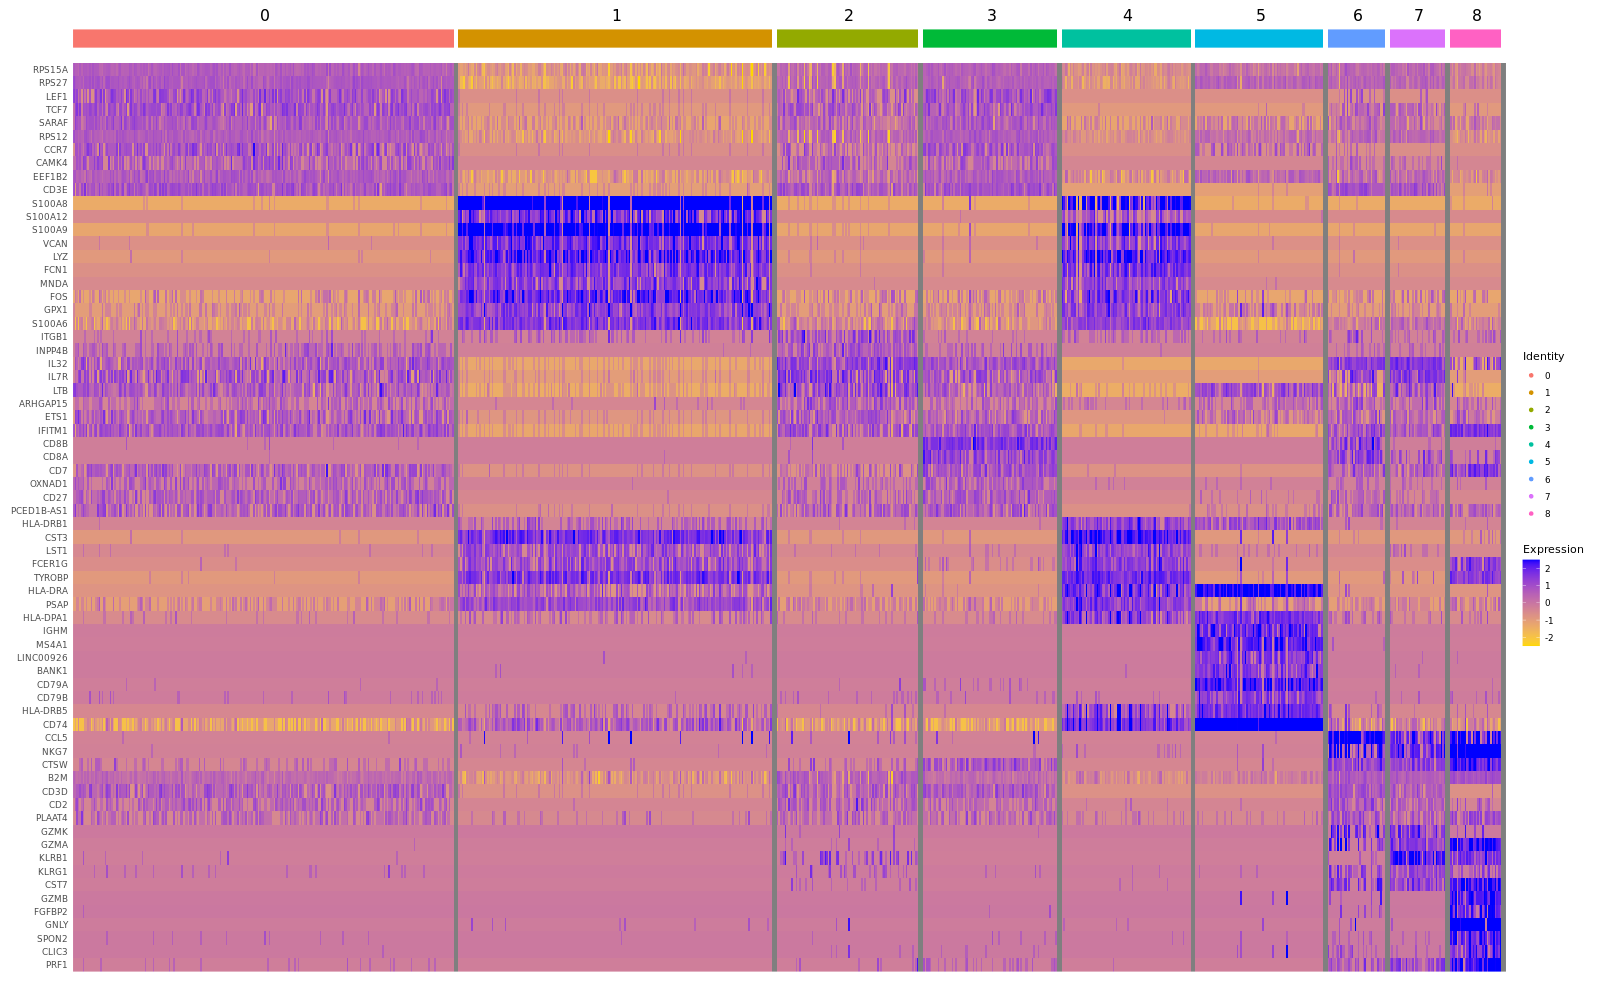 0 1 2 3 4 5 6 7 8
RPS15A
RPS27
LEF1
TCF7
SARAF
RPS12
CCR7
CAMK4
EEF1B2
CD3E
S100A8
S100A12
S100A9
VCAN
LYZ
FCN1
MNDA
FOS
GPX1
S100A6
ITGB1
INPP4B
IL32
IL7R
LTB
ARHGAP15
ETS1
IFITM1
CD8B
CD8A
CD7
OXNAD1
CD27
PCED1B-AS1
HLA-DRB1
CST3
LST1
FCER1G
TYROBP
HLA-DRA
PSAP
HLA-DPA1
IGHM
MS4A1
LINC00926
BANK1
CD79A
CD79B
HLA-DRB5
CD74
CCL5
NKG7
CTSW
B2M
CD3D
CD2
PLAAT4
GZMK
GZMA
KLRB1
KLRG1
CST7
GZMB
FGFBP2
GNLY
SPON2
CLIC3
PRF1
Identity
0
1
2
3
4
5
6
7
8
Expression
2
1
0
-1
-2